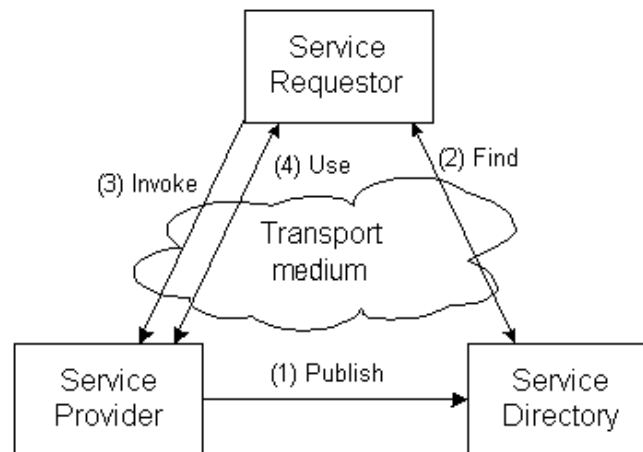 Service
Requestor
(2) Find
(3) Invoke
(4) Use
Transport
medium
Service
Provider
(1) Publish
Service
Directory